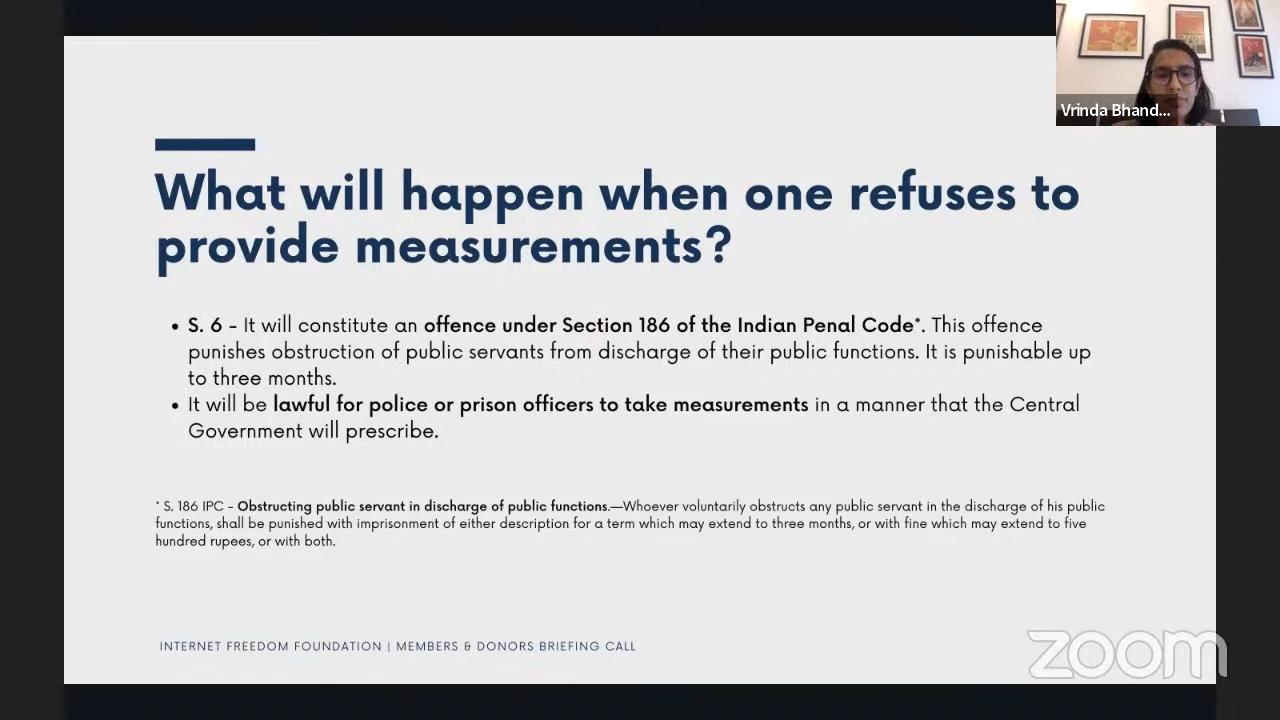 Vrinda Bhand...
What will happen when one refuses to
provide measurements?
• S. 6 - It will constitute an offence under Section 186 of the Indian Penal Code*. This offence
punishes obstruction of public servants from discharge of their public functions. It is punishable up
to three months.
• It will be lawful for police or prison officers to take measurements in a manner that the Central
Government will prescribe.
* S. 186 IPC - Obstructing public servant in discharge of public functions.—Whoever voluntarily obstructs any public servant in the discharge of his public
functions, shall be punished with imprisonment of either description for a term which may extend to three months, or with fine which may extend to five
hundred rupees, or with both.
INTERNET FREEDOM FOUNDATION | MEMBERS & DONORS BRIEFING CALL
zoom